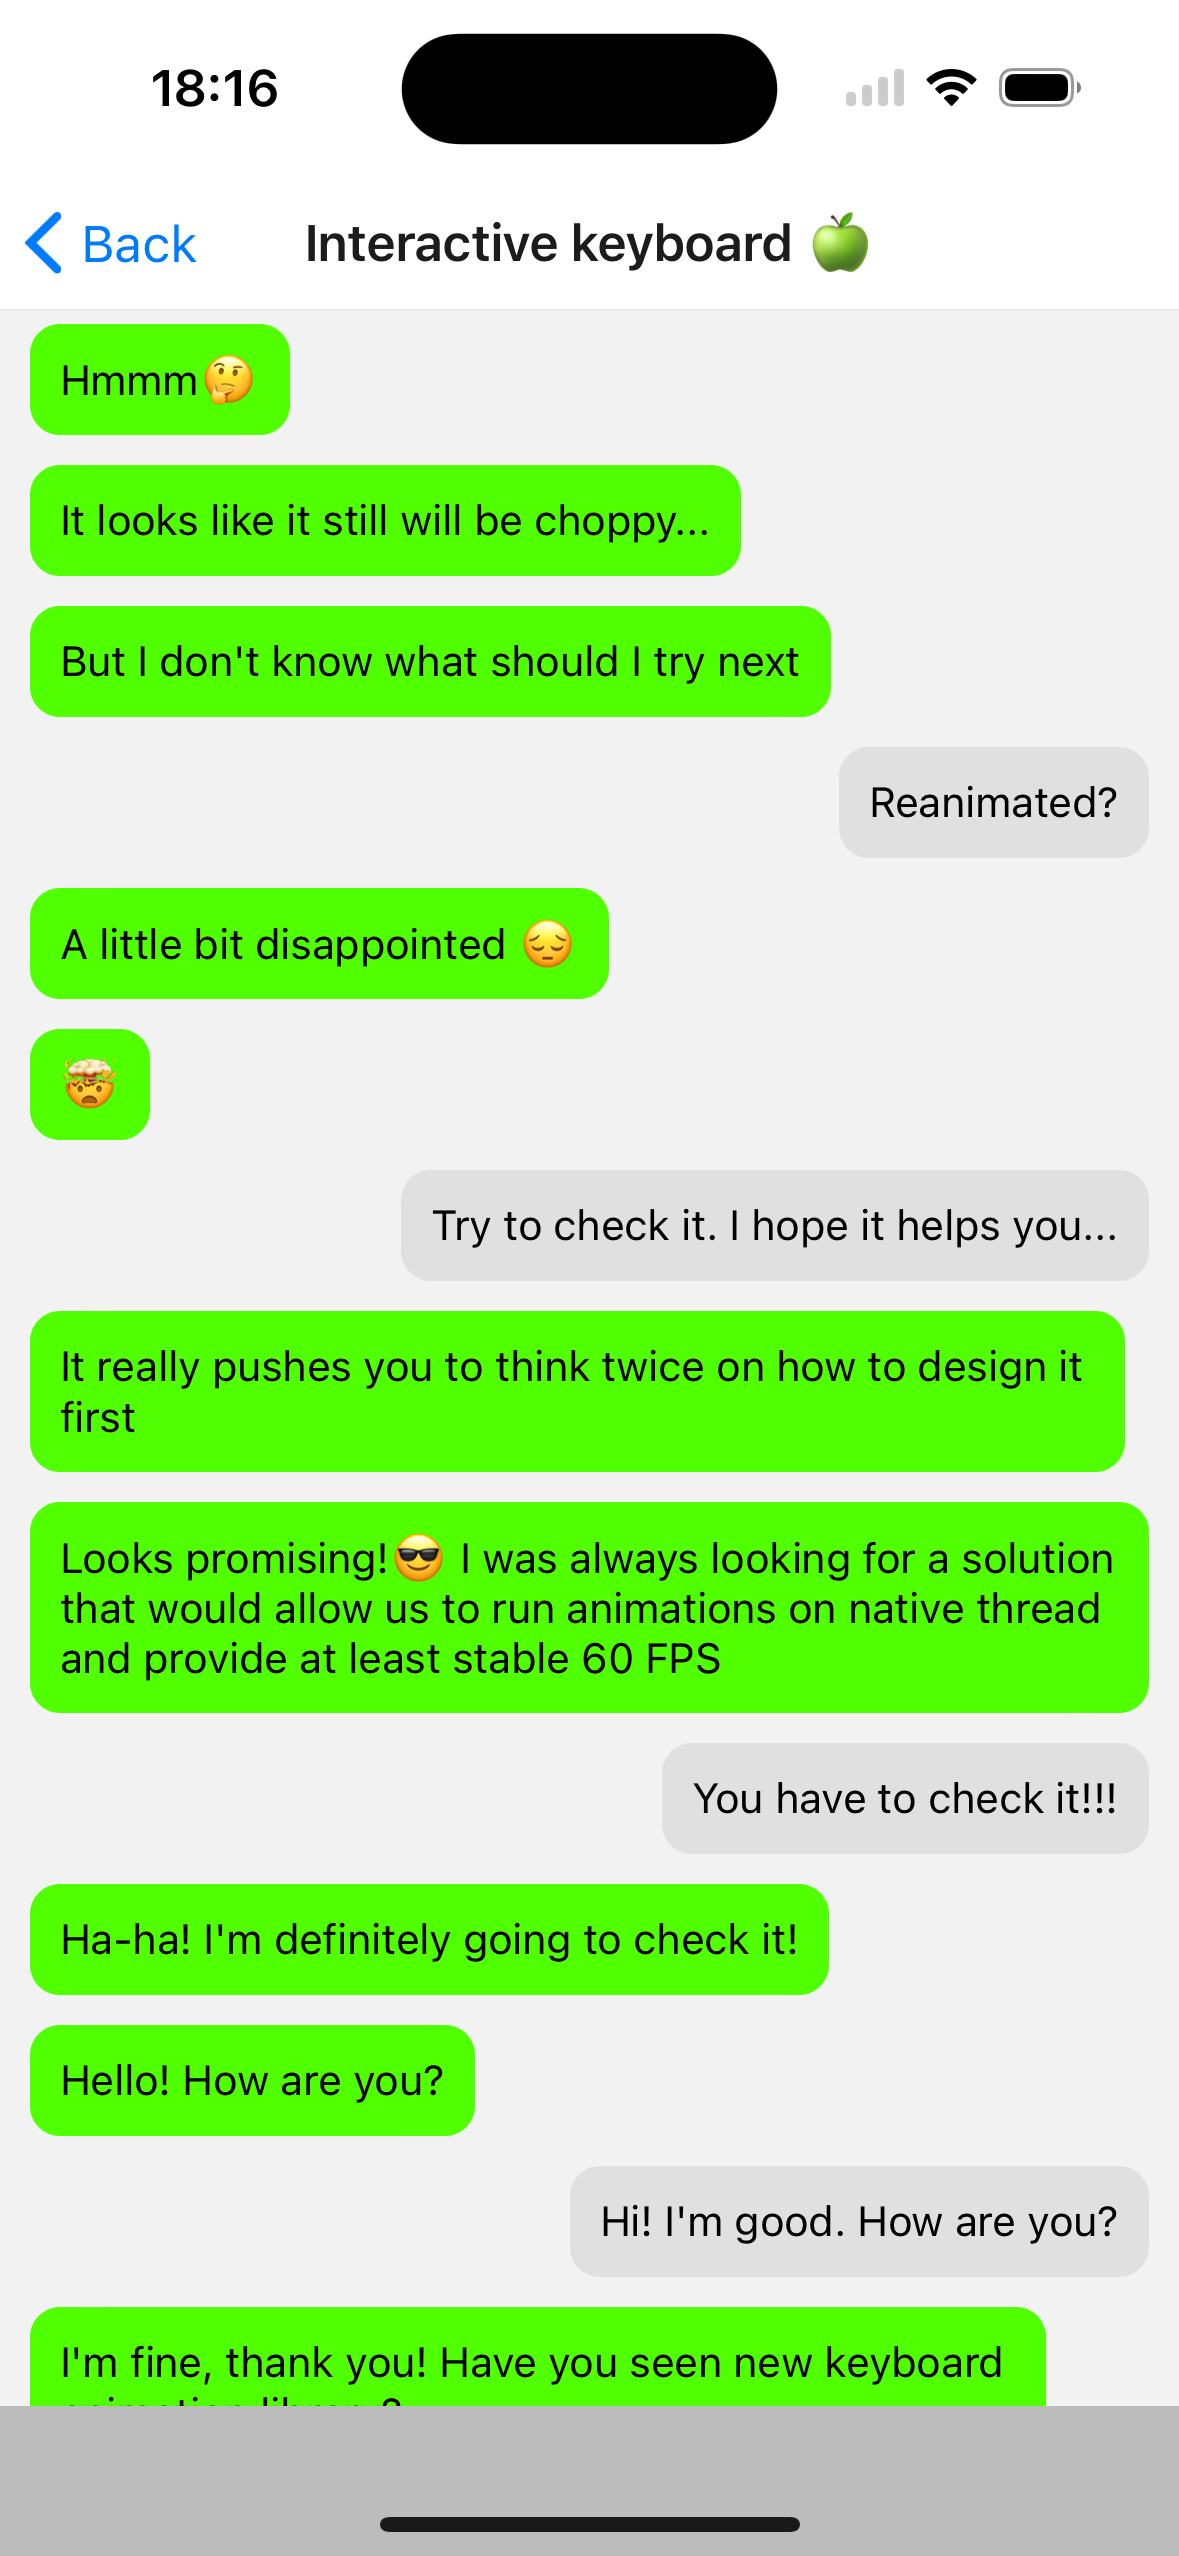 18:16
Back
Interactive keyboard 🍏
Hmmm🤔
It looks like it still will be choppy...
But I don't know what should I try next
Reanimated?
A little bit disappointed 😔
🤯
Try to check it. I hope it helps you...
It really pushes you to think twice on how to design it
first
Looks promising!😎 I was always looking for a solution
that would allow us to run animations on native thread
and provide at least stable 60 FPS
You have to check it!!!
Ha-ha! I'm definitely going to check it!
Hello! How are you?
Hi! I'm good. How are you?
I'm fine, thank you! Have you seen new keyboard